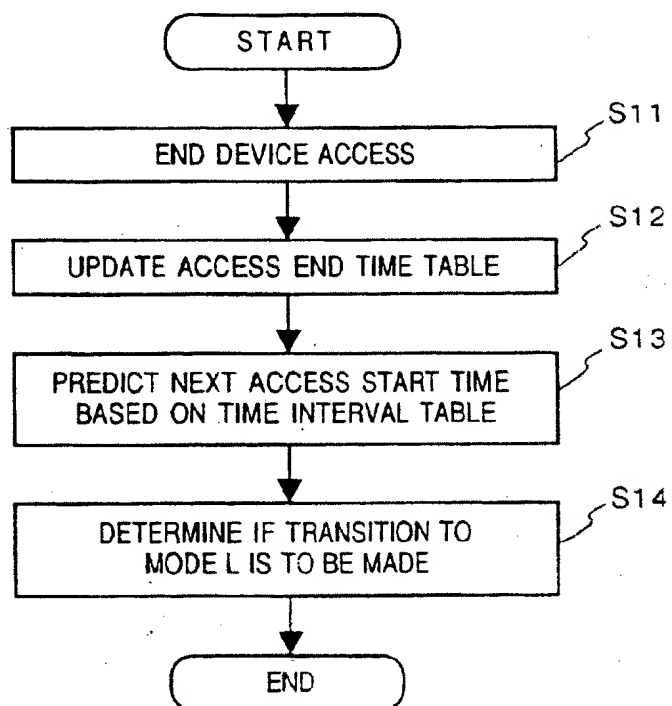 START
S11
END DEVICE ACCESS
S12
UPDATE ACCESS END TIME TABLE
S13
PREDICT NEXT ACCESS START TIME
BASED ON TIME INTERVAL TABLE
S14
DETERMINE IF TRANSITION TO
MODE L IS TO BE MADE
END